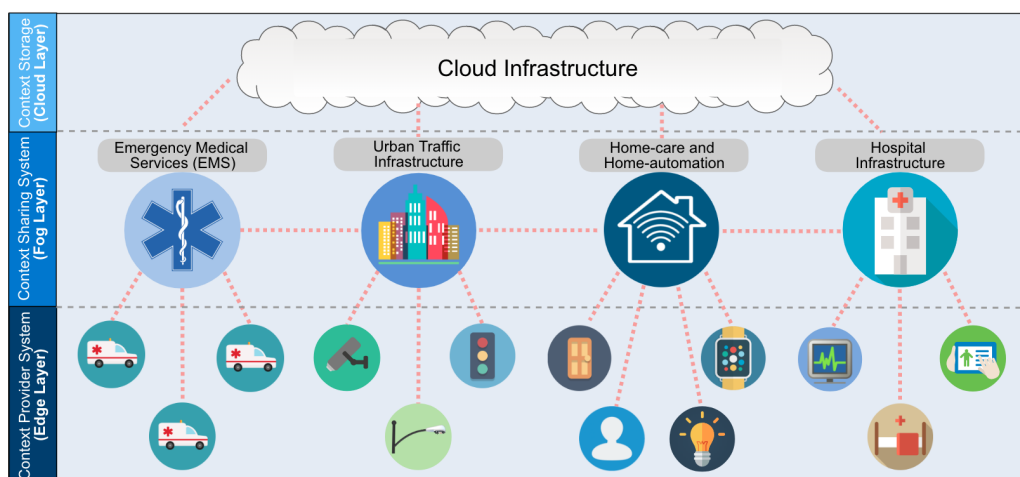 Context Storage
(Cloud Layer)
Cloud Infrastructure
Context Sharing System
(Fog Layer)
Emergency Medical
Services (EMS)
Urban Traffic
Infrastructure
Home-care and
Home-automation
Hospital
Infrastructure
Context Provider System
(Edge Layer)